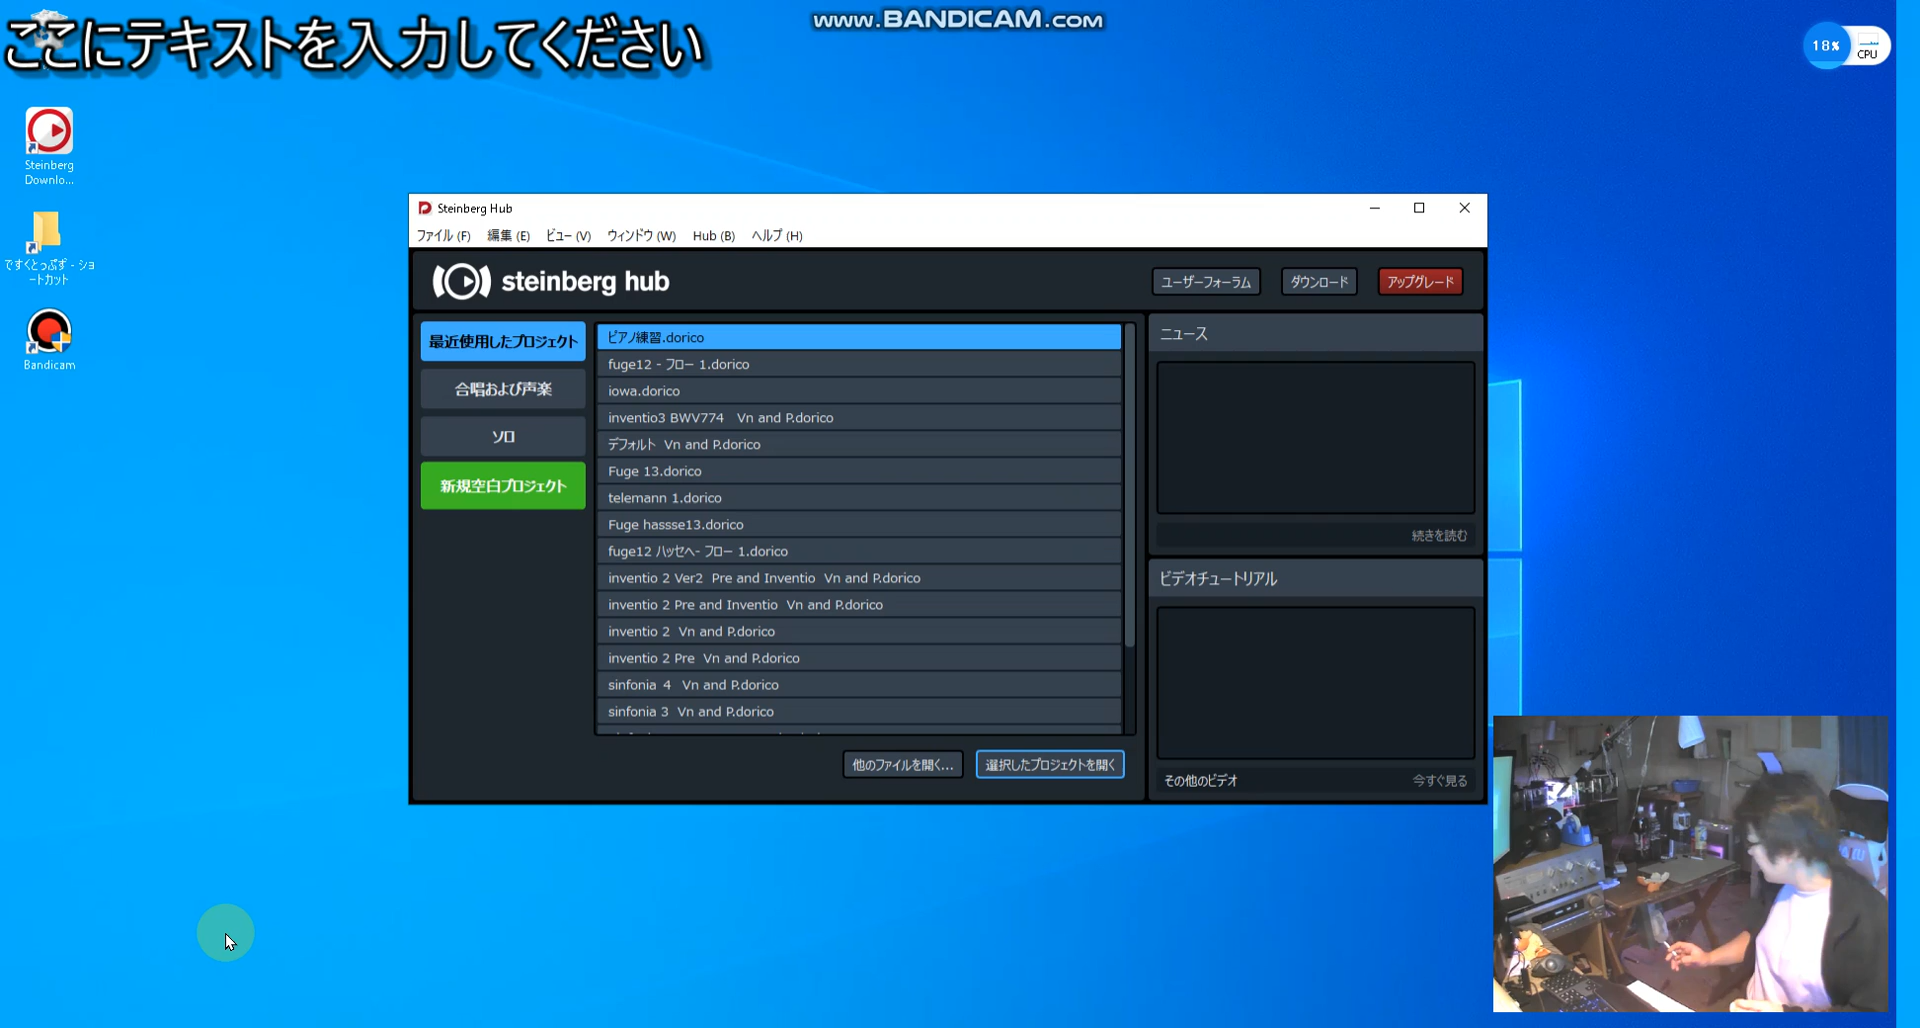 ここにテキストを入力してください
www.BANDICAM.com
18%
CPU
Steinberg
Downlo...
ですくとっぷず - ショ
ートカット
Bandicam
Steinberg Hub
ファイル (F) 編集 (E) ビュー (V) ウィンドウ (W) Hub (B) ヘルプ (H)
steinberg hub
ユーザーフォーラム
ダウンロード
アップグレード
最近使用したプロジェクト
合唱および声楽
ソロ
新規空白プロジェクト
ピアノ練習.dorico
fuge12 - フロー 1.dorico
iowa.dorico
inventio3 BWV774 Vn and P.dorico
デフォルト Vn and P.dorico
Fuge 13.dorico
telemann 1.dorico
Fuge hassse13.dorico
fuge12 ハッセへ- フロー 1.dorico
inventio 2 Ver2 Pre and Inventio Vn and P.dorico
inventio 2 Pre and Inventio Vn and P.dorico
inventio 2 Vn and P.dorico
inventio 2 Pre Vn and P.dorico
sinfonia 4 Vn and P.dorico
sinfonia 3 Vn and P.dorico
他のファイルを開く...
選択したプロジェクトを開く
ニュース
続きを読む
ビデオチュートリアル
その他のビデオ
今すぐ見る